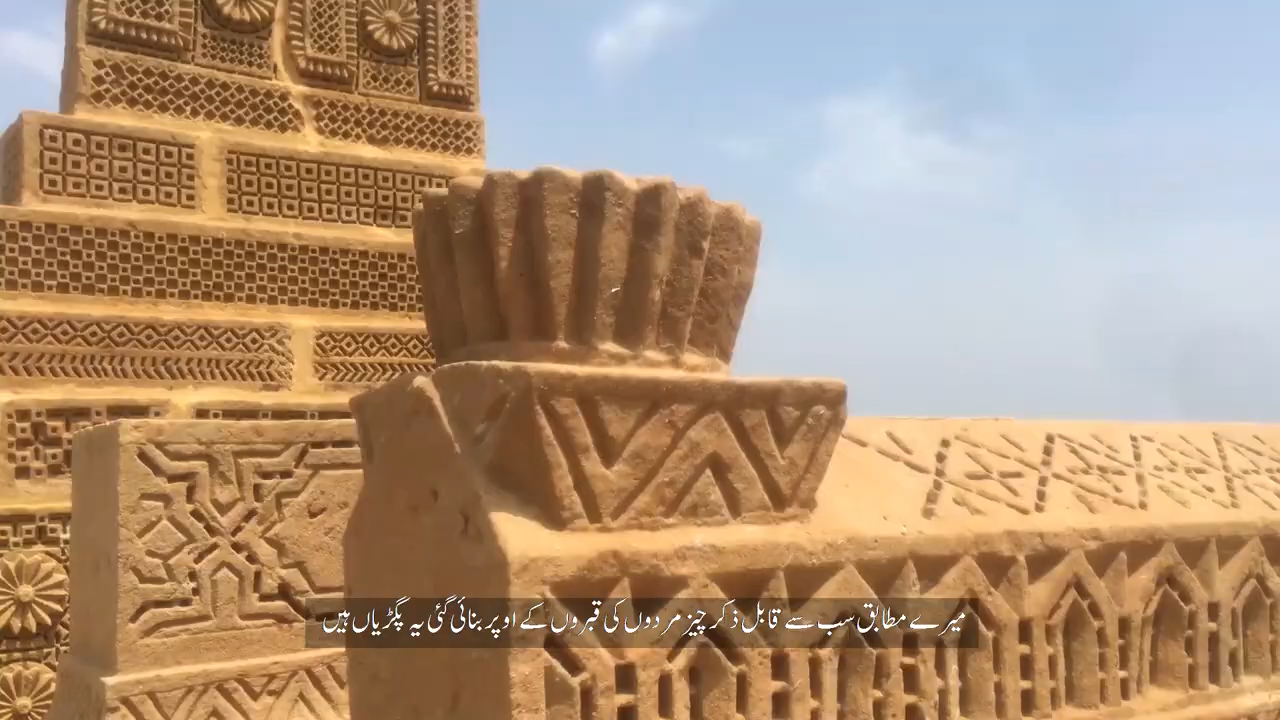 میرے مطابق سب سے قابل ذکر چیز مردوں کی قبروں کے اوپر بنائی گئی یہ پگڑیاں ہیں